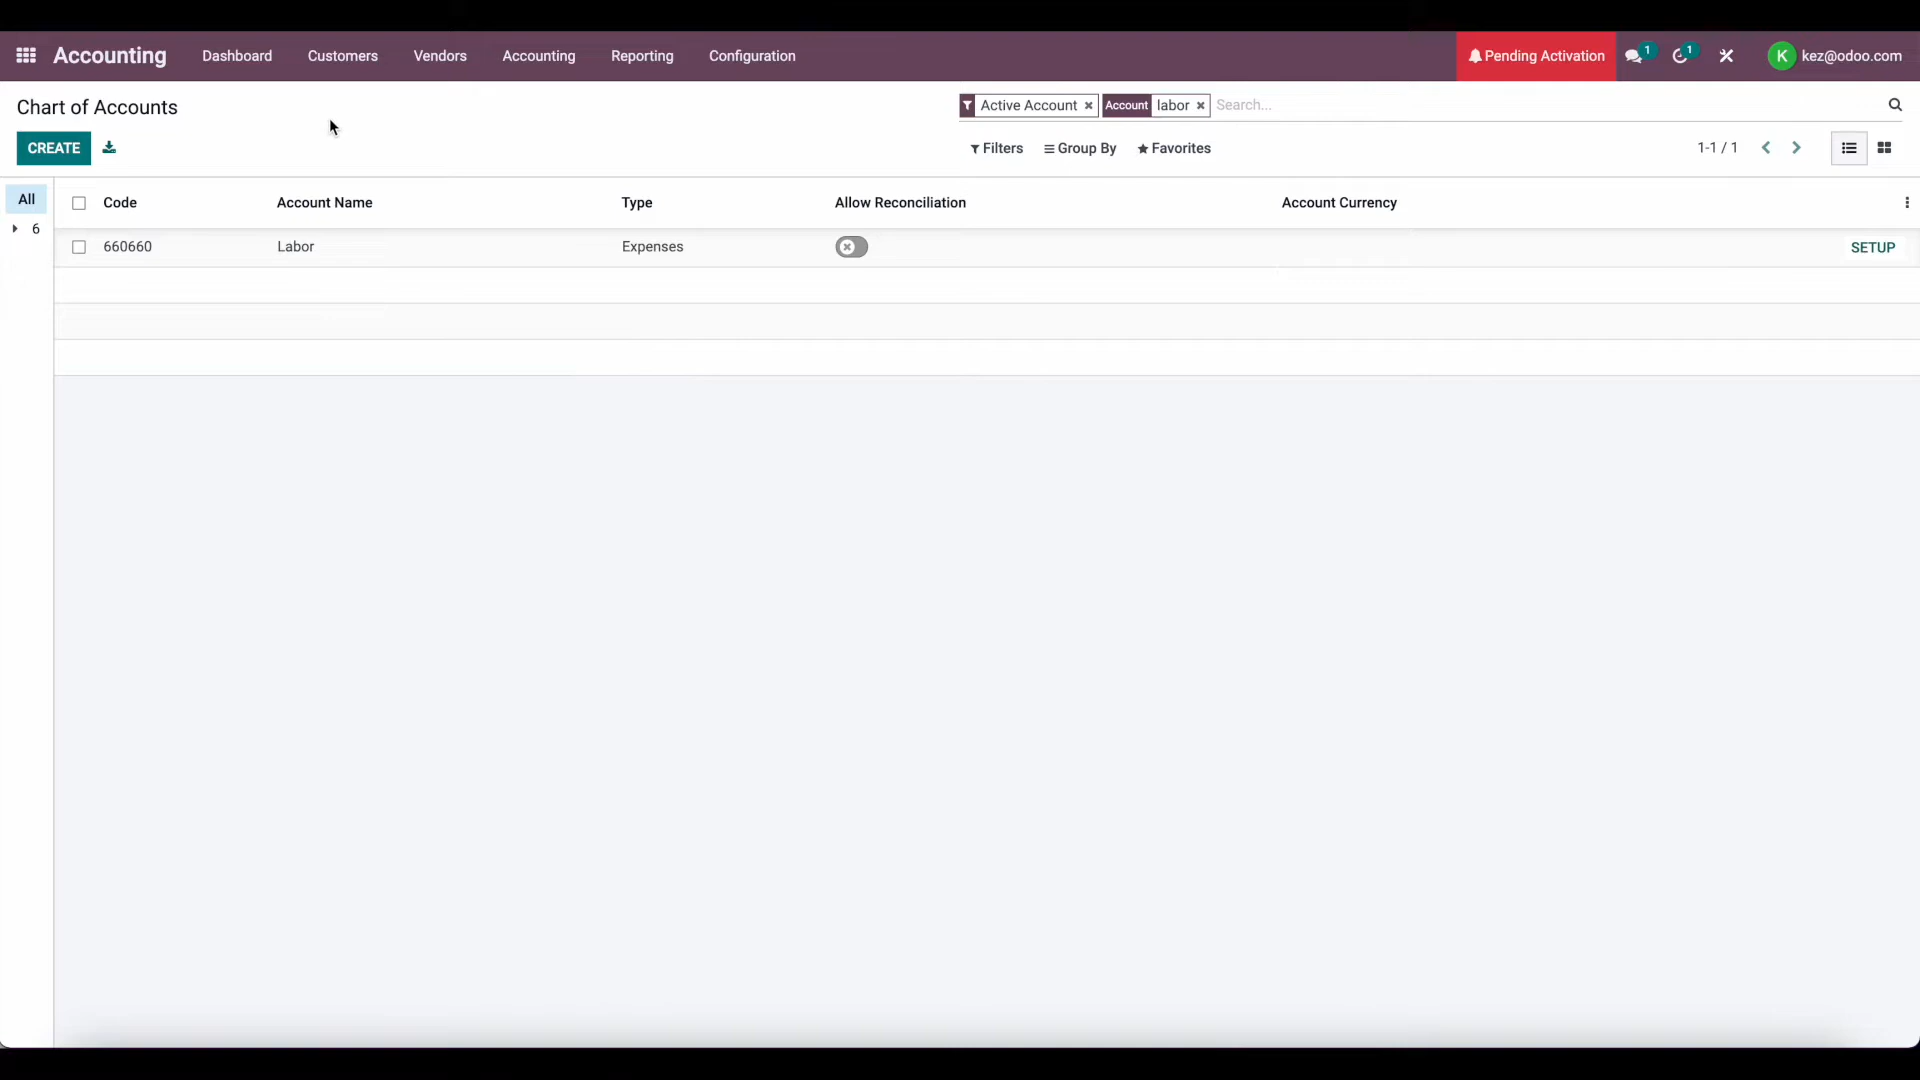 Accounting Dashboard Customers Vendors Accounting Reporting Configuration Pending Activation 1 1 K kez@odoo.com
Chart of Accounts Active Account Account labor Search...
CREATE Filters Group By Favorites 1-1 / 1
All Code Account Name Type Allow Reconciliation Account Currency
6 660660 Labor Expenses SETUP